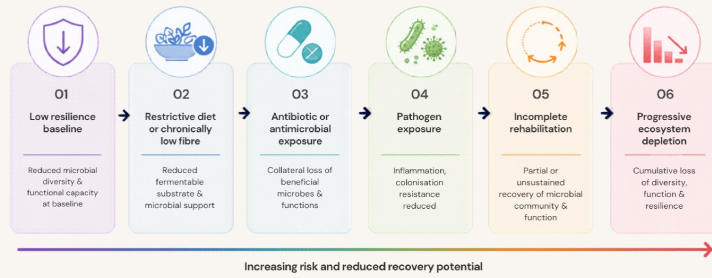 01
Low resilience
baseline
Reduced microbial
diversity &
functional capacity
at baseline
02
Restrictive diet
or chronically
low fibre
Reduced
fermentable
substrate &
microbial support
03
Antibiotic or
antimicrobial
exposure
Collateral loss of
beneficial
microbes &
functions
04
Pathogen
exposure
Inflammation,
colonisation
resistance
reduced
05
Incomplete
rehabilitation
Partial or
unsustained
recovery of microbial
community &
function
06
Progressive
ecosystem
depletion
Cumulative loss
of diversity,
function &
resilience
Increasing risk and reduced recovery potential